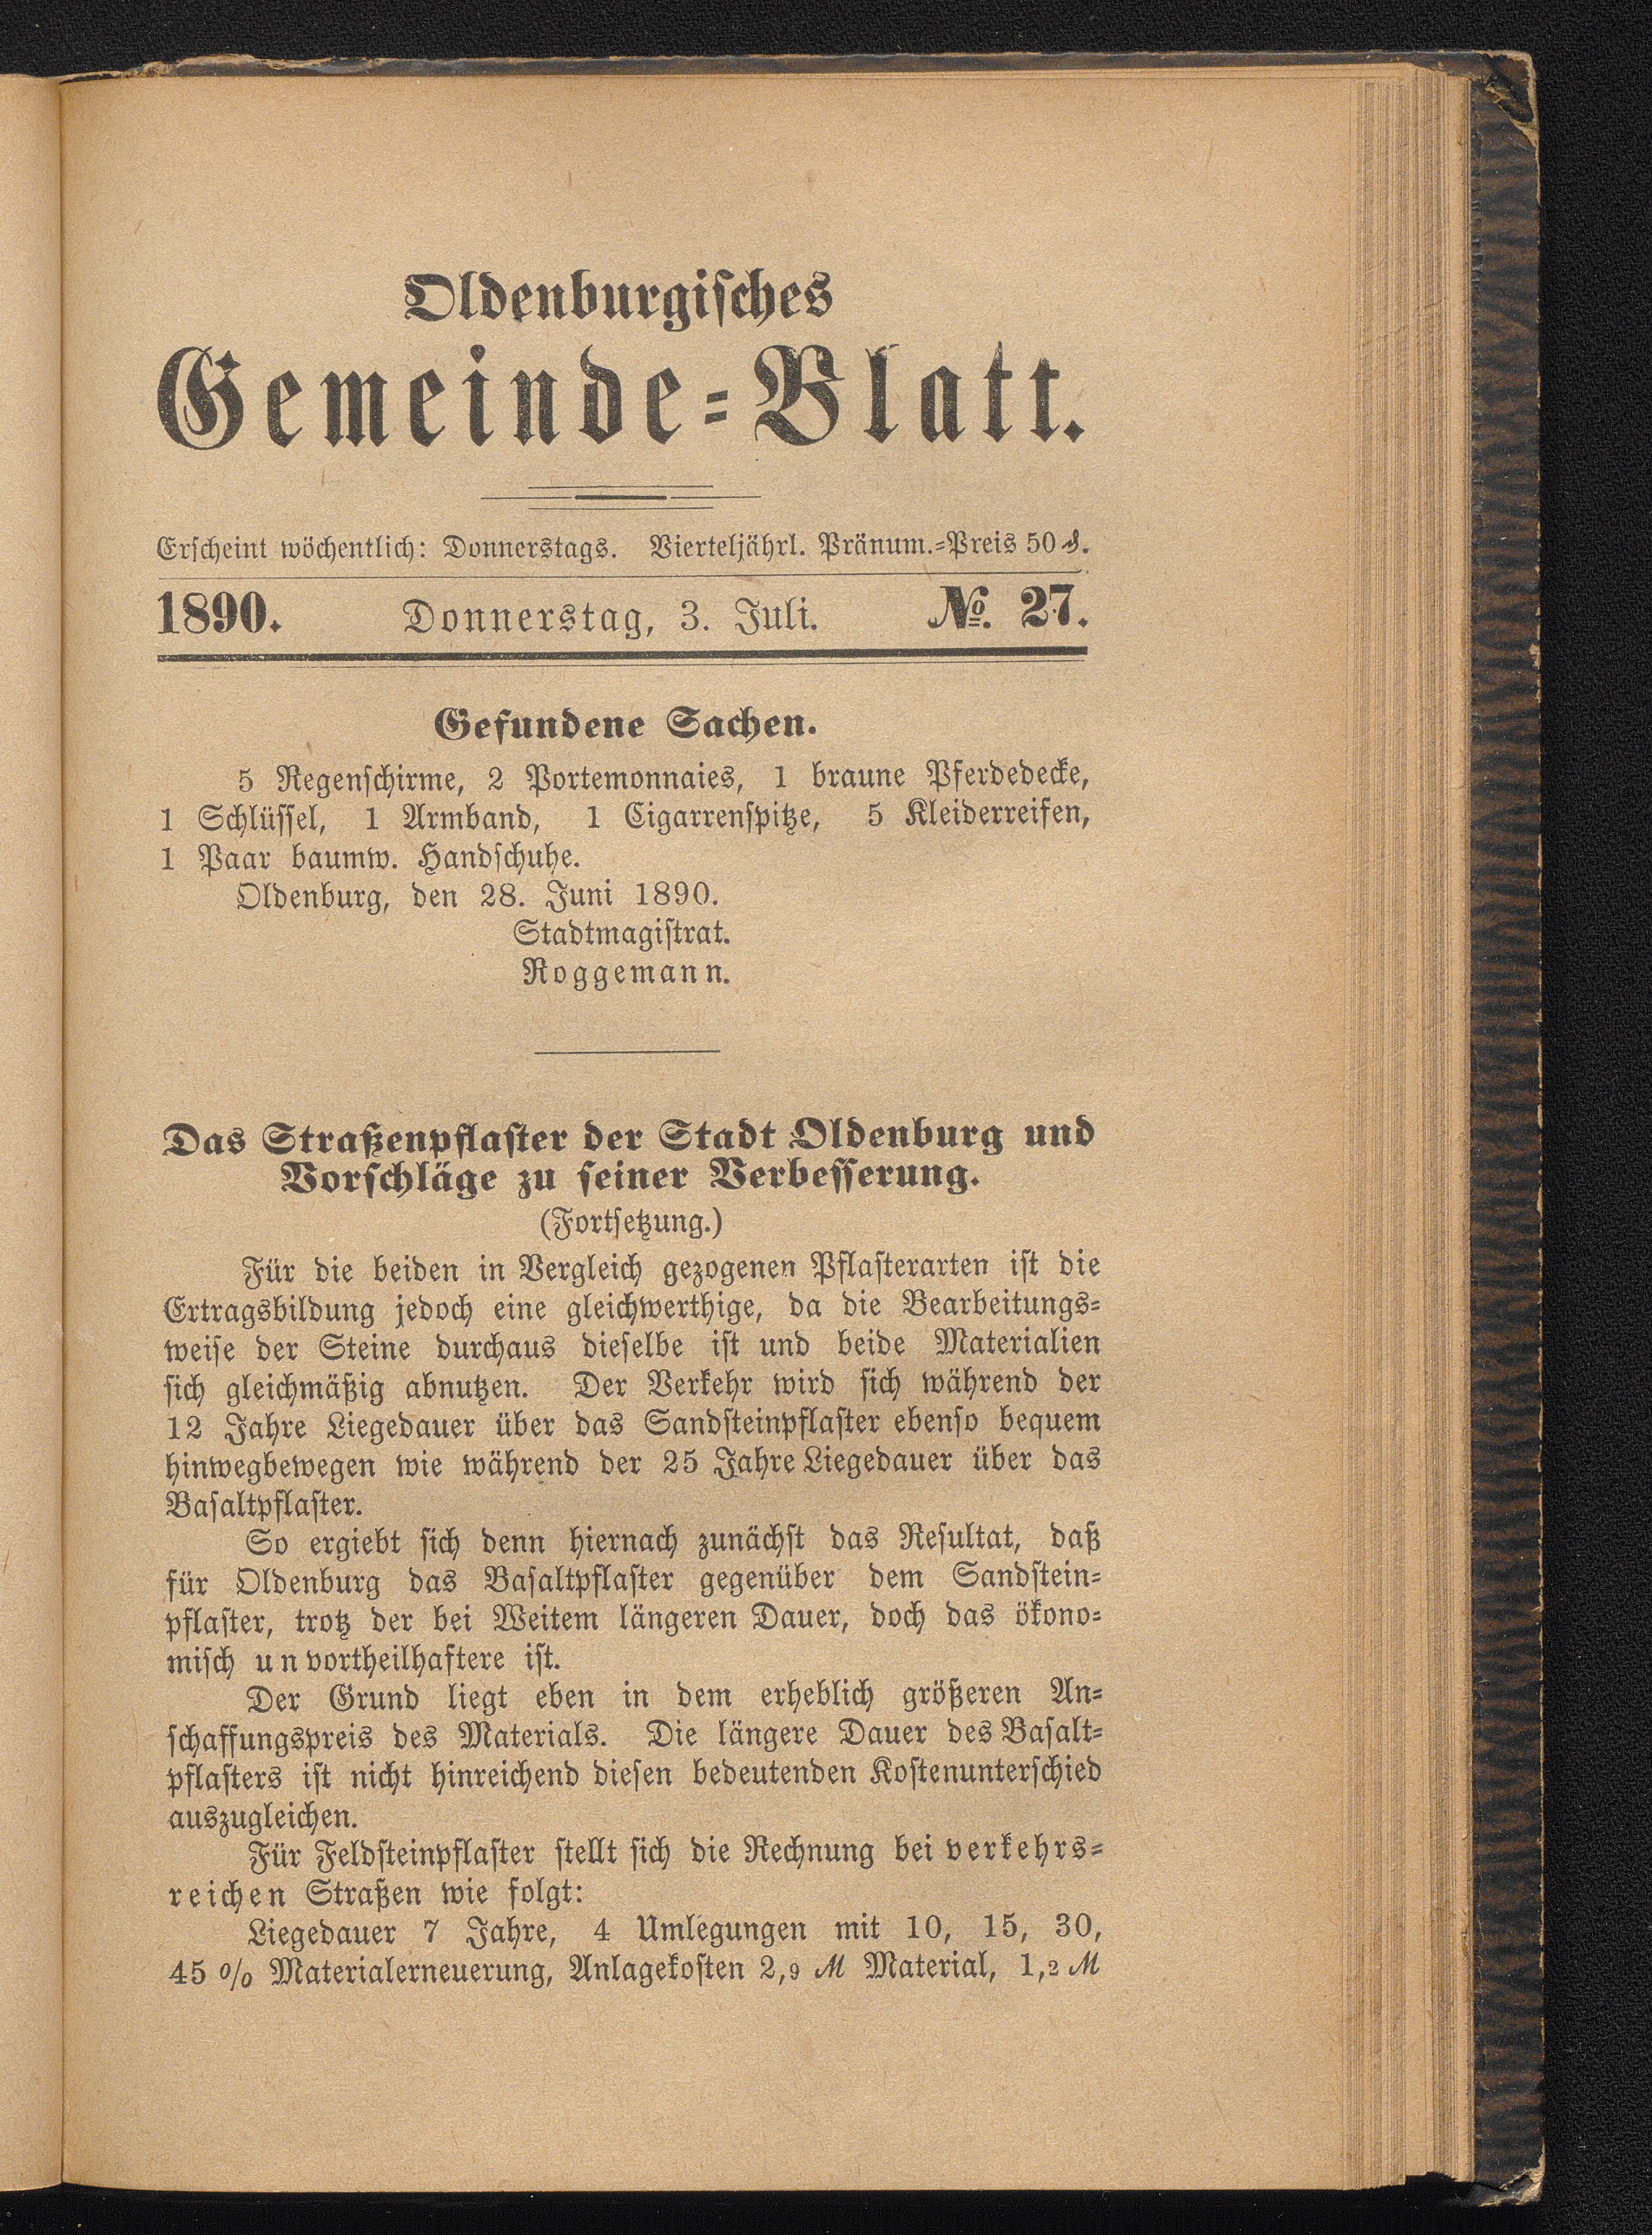 Oldenburgisches
Gemeinde-Blatt.
Erscheint wöchentlich: Donnerstags. Vierteljährl. Pränum.-Preis 50 ₰.
1890. Donnerstag, 3. Juli. №. 27.
Gefundene Sachen.
5 Regenschirme, 2 Portemonnaies, 1 braune Pferdedecke,
1 Schlüssel, 1 Armband, 1 Cigarrenspitze, 5 Kleiderreifen,
1 Paar baumw. Handschuhe.
Oldenburg, den 28. Juni 1890.
Stadtmagistrat.
Roggemann.
Das Straßenpflaster der Stadt Oldenburg und
Vorschläge zu seiner Verbesserung.
(Fortsetzung.)
Für die beiden in Vergleich gezogenen Pflasterarten ist die
Ertragsbildung jedoch eine gleichwerthige, da die Bearbeitungs-
weise der Steine durchaus dieselbe ist und beide Materialien
sich gleichmäßig abnutzen. Der Verkehr wird sich während der
12 Jahre Liegedauer über das Sandsteinpflaster ebenso bequem
hinwegbewegen wie während der 25 Jahre Liegedauer über das
Basaltpflaster.
So ergiebt sich denn hiernach zunächst das Resultat, daß
für Oldenburg das Basaltpflaster gegenüber dem Sandstein-
pflaster, trotz der bei Weitem längeren Dauer, doch das ökono-
misch unvortheilhaftere ist.
Der Grund liegt eben in dem erheblich größeren An-
schaffungspreis des Materials. Die längere Dauer des Basalt-
pflasters ist nicht hinreichend diesen bedeutenden Kostenunterschied
auszugleichen.
Für Feldsteinpflaster stellt sich die Rechnung bei verkehrs-
reichen Straßen wie folgt:
Liegedauer 7 Jahre, 4 Umlegungen mit 10, 15, 30,
45 % Materialerneuerung, Anlagekosten 2,9 ℳ Material, 1,2 ℳ